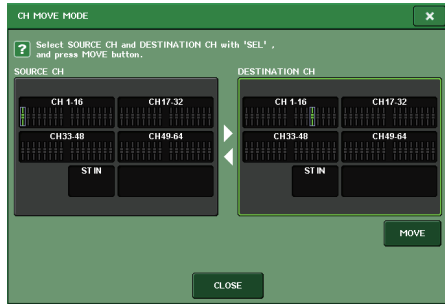 CH MOVE MODE
Select SOURCE CH and DESTINATION CH with 'SEL' ,
and press MOVE button.
SOURCE CH
DESTINATION CH
CH 1-16
CH17-32
CH 1-16
CH17-32
CH33-48
CH49-64
CH33-48
CH49-64
ST IN
ST IN
MOVE
CLOSE